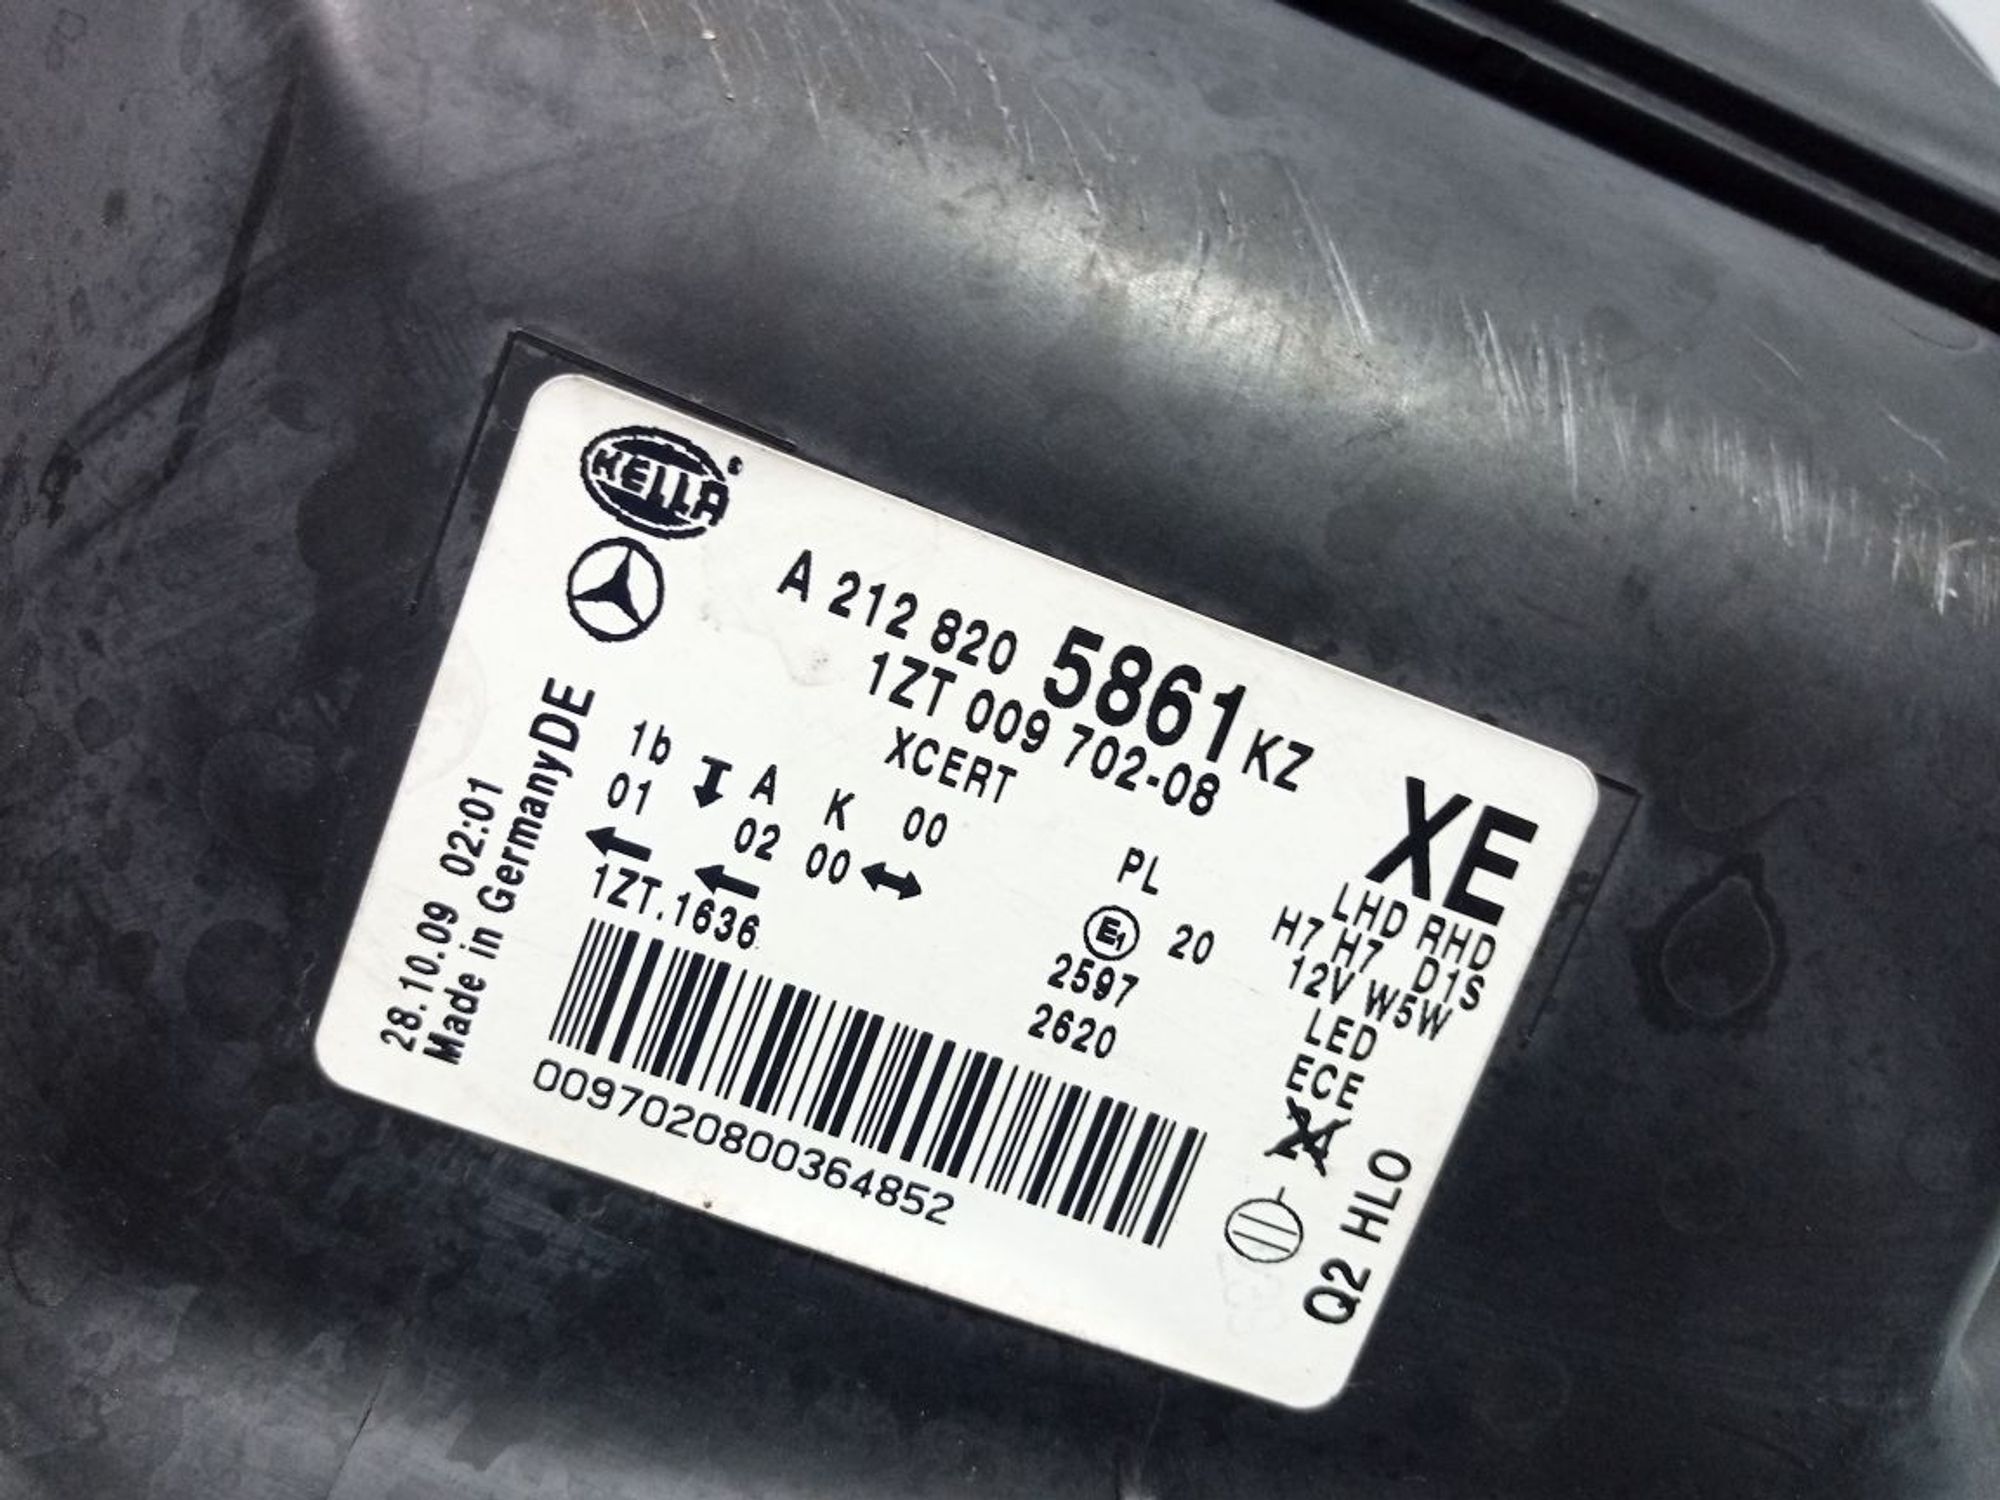 HELLA
A 212 820 5861 KZ
1ZT 009 702-08
XCERT
XE
1b A K 00
01 02 00
1ZT.1636
PL
E1 20
2597
2620
LHD RHD
H7 H7 D1S
12V W5W
LED
ECE
0097020800364852
28.10.09 02:01
Made in Germany DE
Q2 HLO